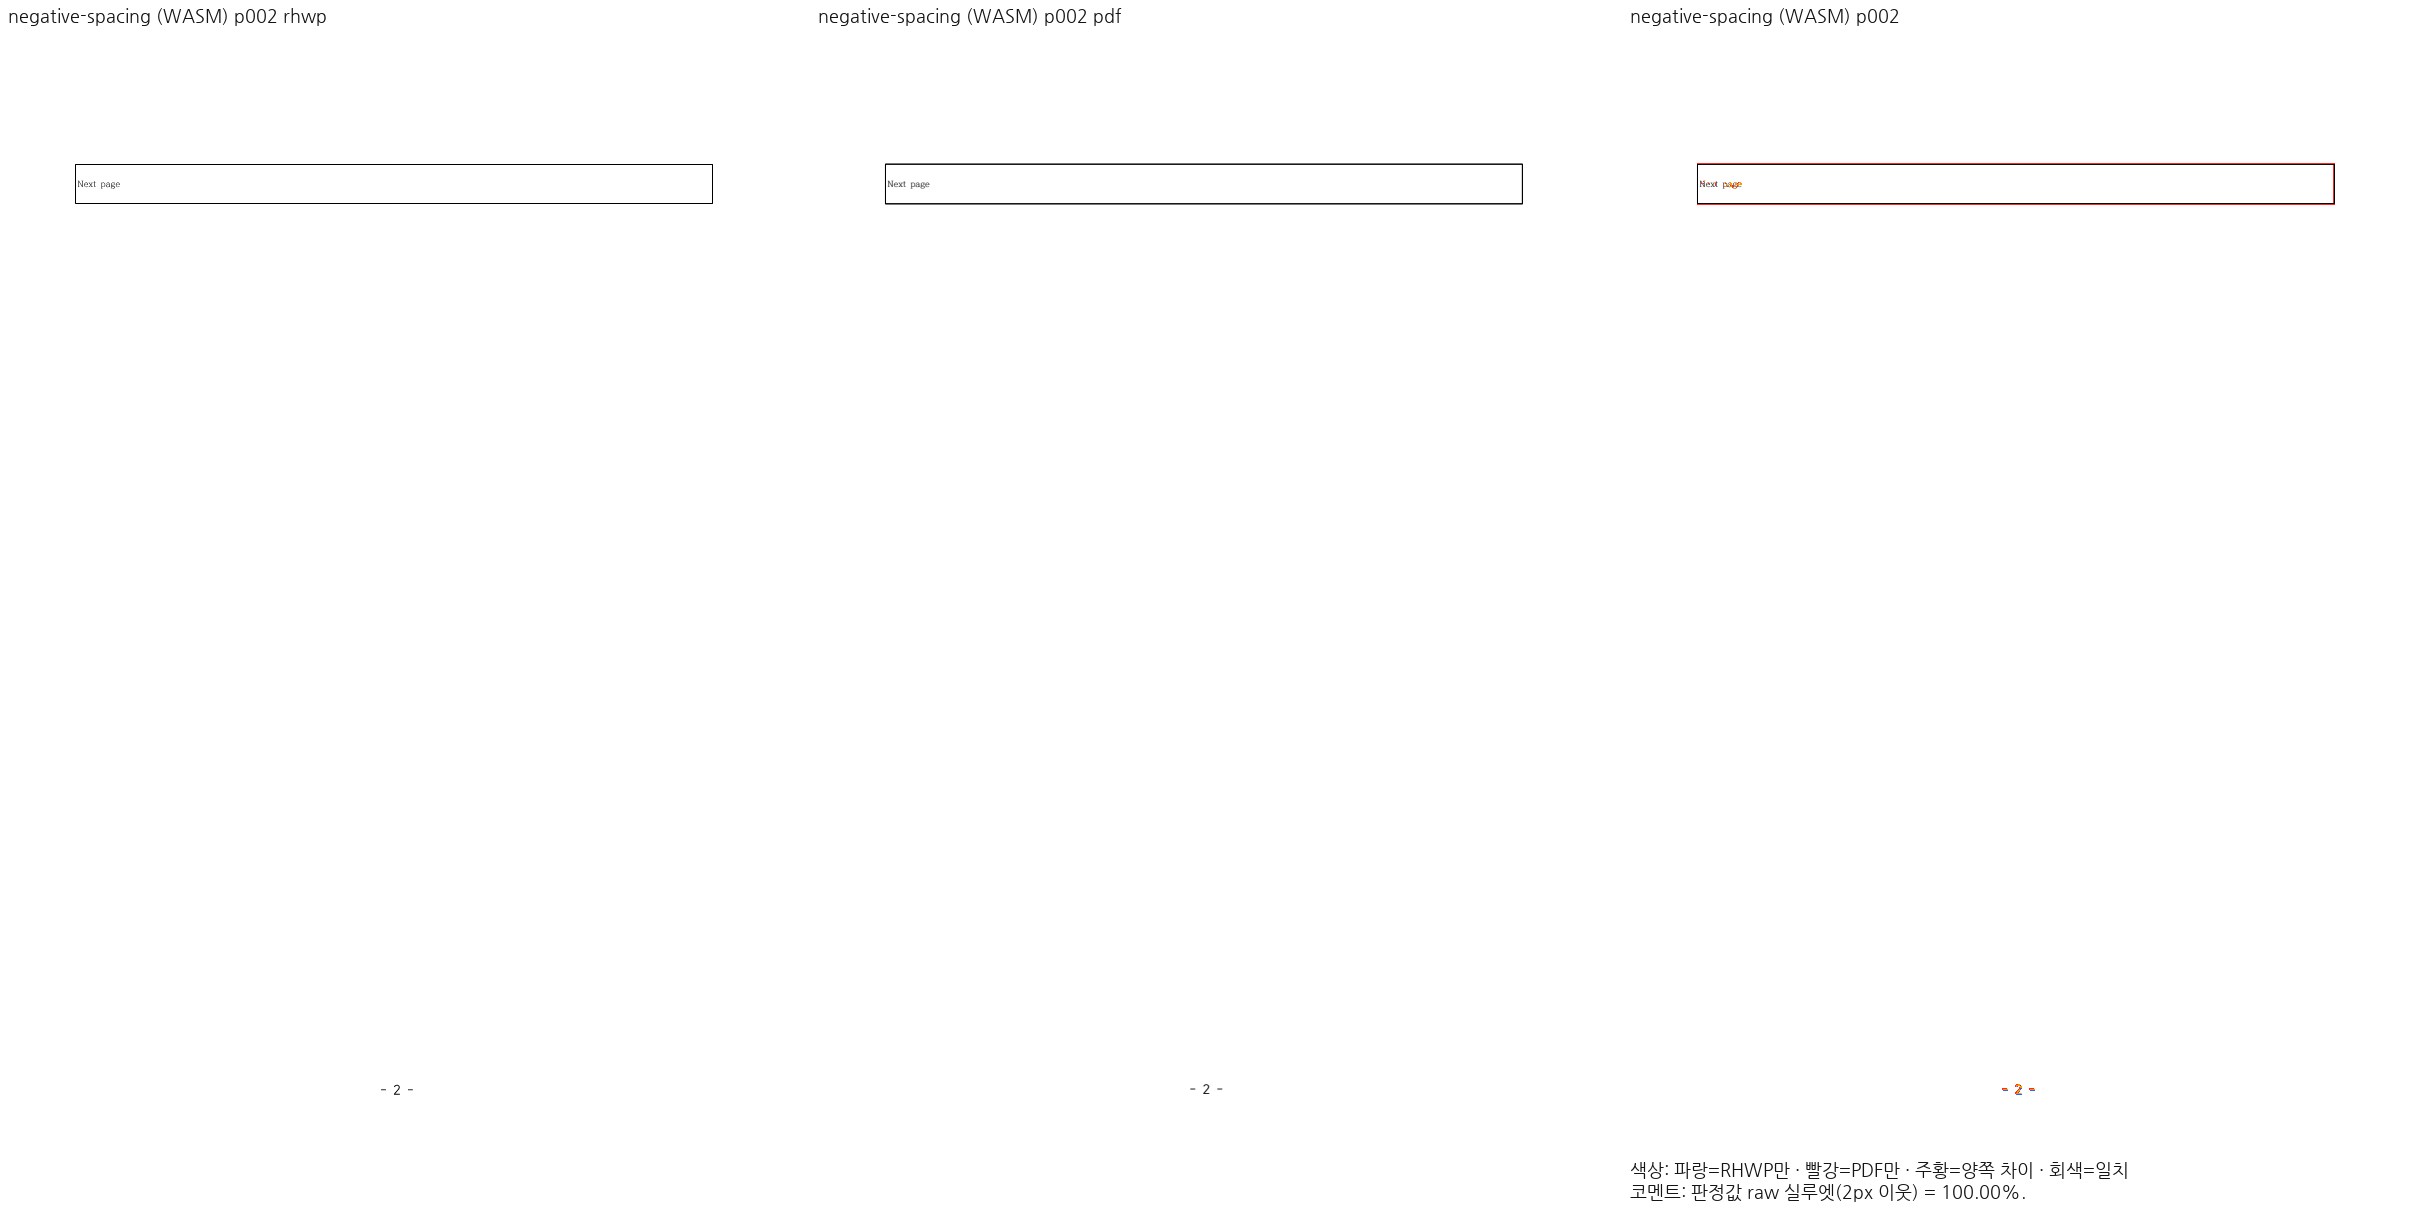 negative-spacing (WASM) p002 rhwp
Next page
- 2 -
negative-spacing (WASM) p002 pdf
Next page
- 2 -
negative-spacing (WASM) p002
Next page
- 2 -
색상: 파랑=RHWP만 · 빨강=PDF만 · 주황=양쪽 차이 · 회색=일치
코멘트: 판정값 raw 실루엣(2px 이웃) = 100.00%.